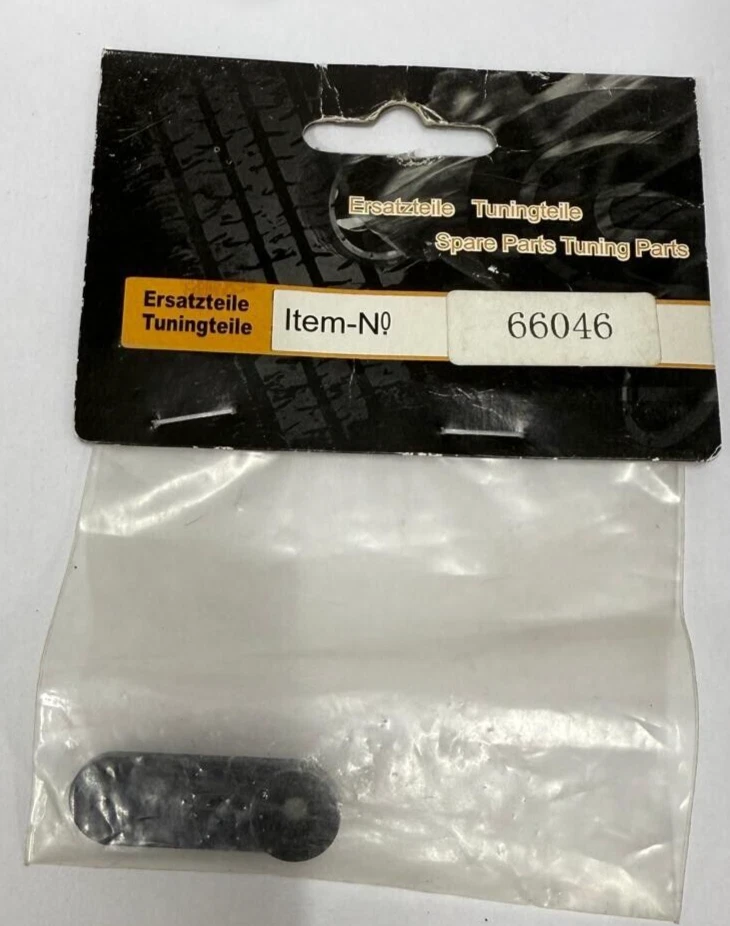 Ersatzteile Tuningteile
Spare Parts Tuning Parts
Ersatzteile
Tuningteile
Item-Nº
66046